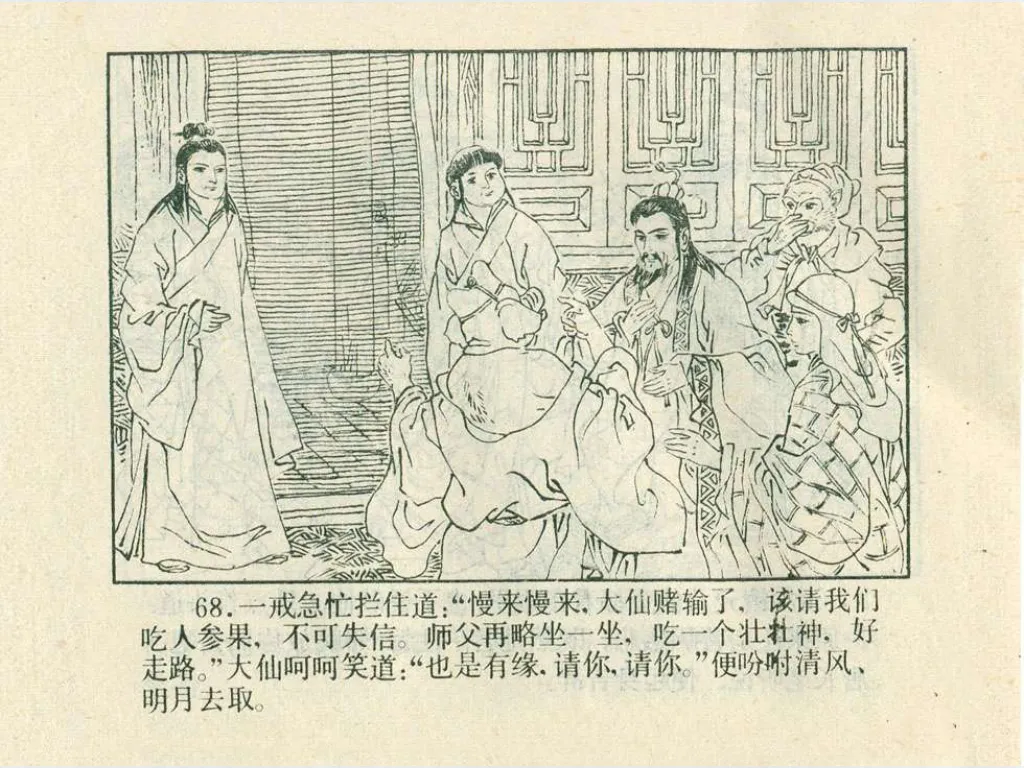 68.一戒急忙拦住道:“慢来慢来,大仙赌输了,该请我们
吃人参果,不可失信。师父再略坐一坐,吃一个壮壮神,好
走路。”大仙呵呵笑道:“也是有缘,请你,请你。”便吩咐清风、
明月去取。